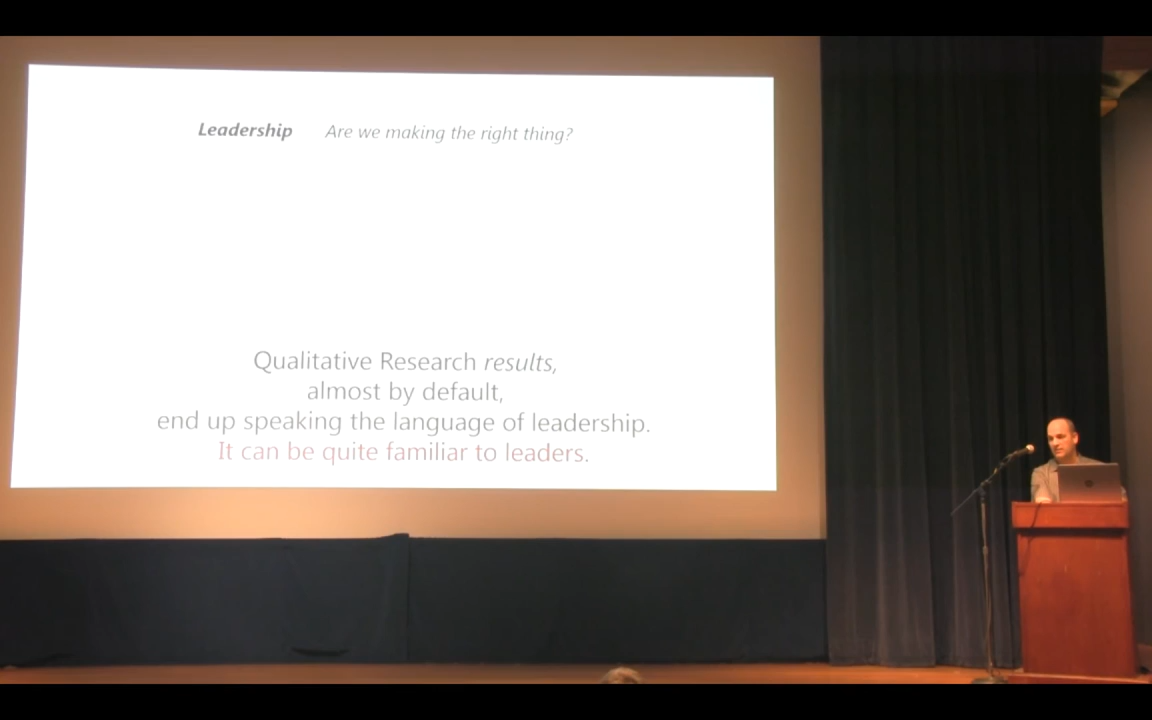 Leadership Are we making the right thing?
Qualitative Research results,
almost by default,
end up speaking the language of leadership.
It can be quite familiar to leaders.